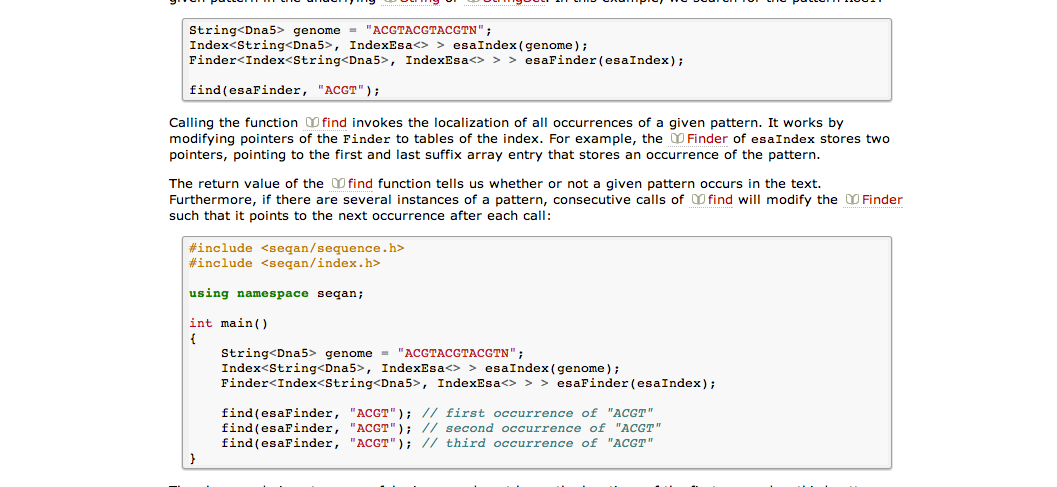 String<Dna5> genome = "ACGTACGTACGTN";
Index<String<Dna5>, IndexEsa<> > esaIndex(genome);
Finder<Index<String<Dna5>, IndexEsa<> > > esaFinder(esaIndex);
find(esaFinder, "ACGT");
Calling the function find invokes the localization of all occurrences of a given pattern. It works by
modifying pointers of the Finder to tables of the index. For example, the Finder of esaIndex stores two
pointers, pointing to the first and last suffix array entry that stores an occurrence of the pattern.
The return value of the find function tells us whether or not a given pattern occurs in the text.
Furthermore, if there are several instances of a pattern, consecutive calls of find will modify the Finder
such that it points to the next occurrence after each call:
#include <seqan/sequence.h>
#include <seqan/index.h>
using namespace seqan;
int main()
{
String<Dna5> genome = "ACGTACGTACGTN";
Index<String<Dna5>, IndexEsa<> > esaIndex(genome);
Finder<Index<String<Dna5>, IndexEsa<> > > esaFinder(esaIndex);
find(esaFinder, "ACGT"); // first occurrence of "ACGT"
find(esaFinder, "ACGT"); // second occurrence of "ACGT"
find(esaFinder, "ACGT"); // third occurrence of "ACGT"
}